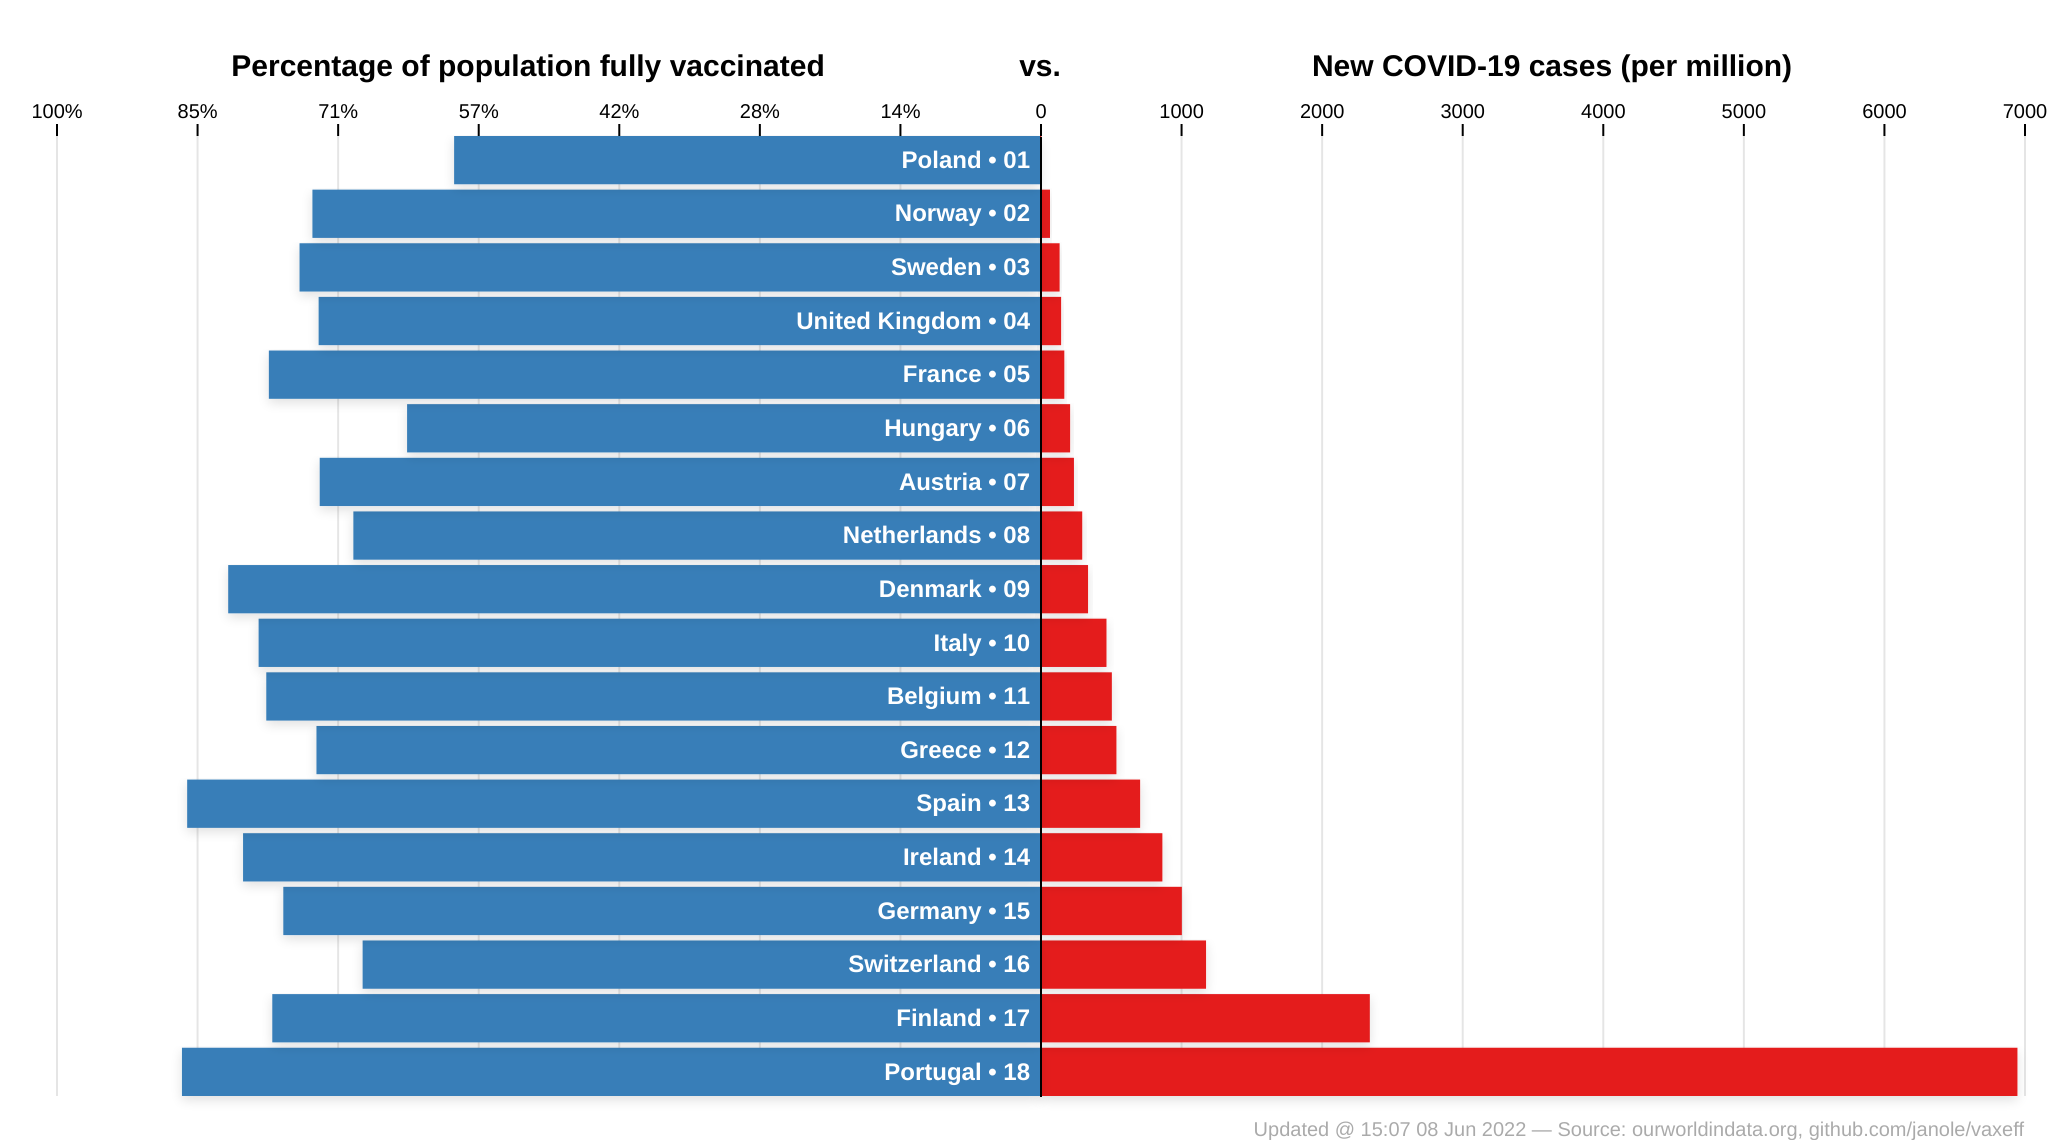 Percentage of population fully vaccinated vs. New COVID-19 cases (per million)
100% 85% 71% 57% 42% 28% 14% 0 1000 2000 3000 4000 5000 6000 7000
Poland • 01
Norway • 02
Sweden • 03
United Kingdom • 04
France • 05
Hungary • 06
Austria • 07
Netherlands • 08
Denmark • 09
Italy • 10
Belgium • 11
Greece • 12
Spain • 13
Ireland • 14
Germany • 15
Switzerland • 16
Finland • 17
Portugal • 18
Updated @ 15:07 08 Jun 2022 — Source: ourworldindata.org, github.com/janole/vaxeff